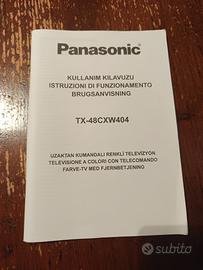 Panasonic
KULLANIM KILAVUZU
ISTRUZIONI DI FUNZIONAMENTO
BRUGSANVISNING
TX-48CXW404
UZAKTAN KUMANDALI RENKLİ TELEVİZYON
TELEVISIONE A COLORI CON TELECOMANDO
FARVE-TV MED FJERNBETJENING
subito